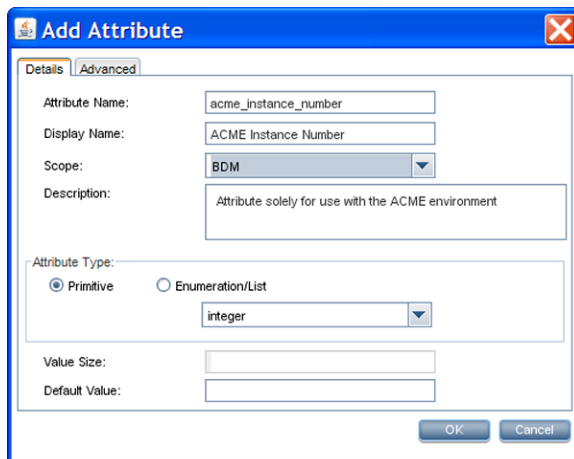 Add Attribute
Details Advanced
Attribute Name: acme_instance_number
Display Name: ACME Instance Number
Scope: BDM
Description: Attribute solely for use with the ACME environment
Attribute Type:
Primitive Enumeration/List
integer
Value Size:
Default Value:
OK Cancel